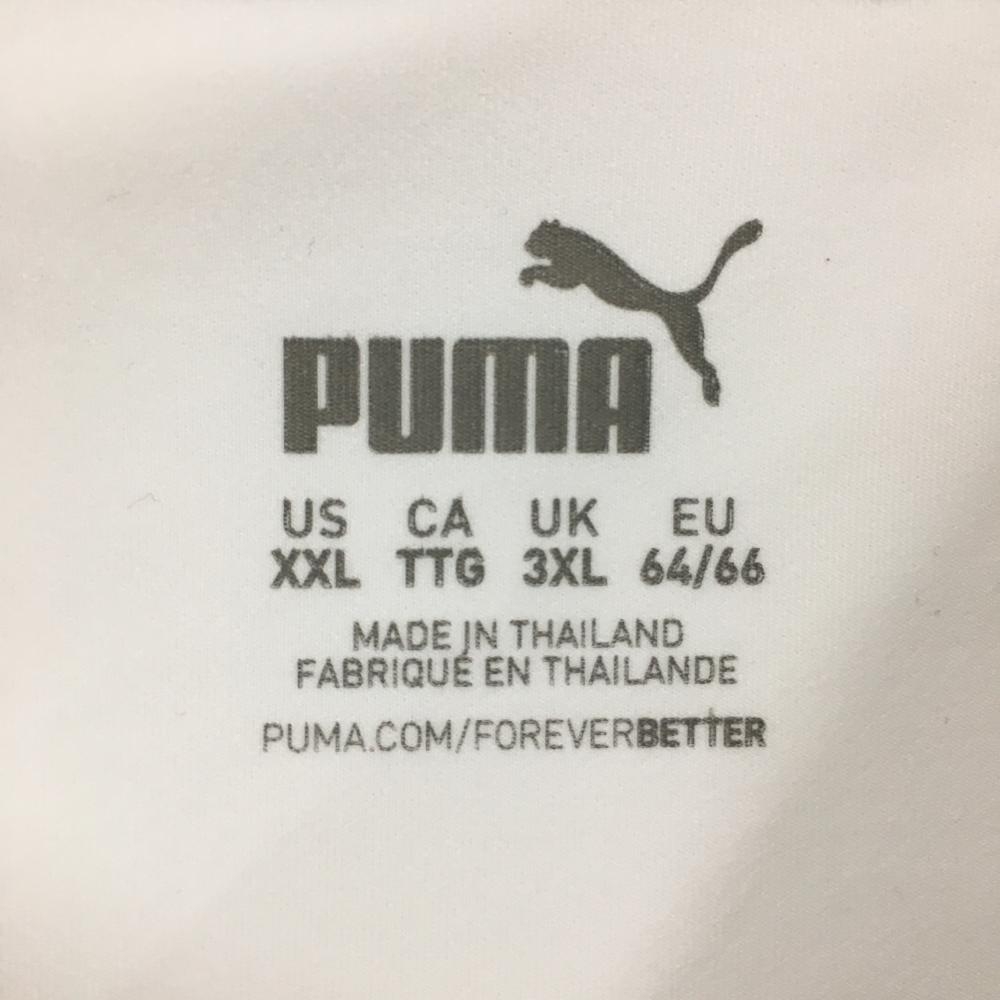 PUMA
US CA UK EU
XXL TTG 3XL 64/66
MADE IN THAILAND
FABRIQUÉ EN THAILANDE
PUMA.COM/FOREVERBETTER